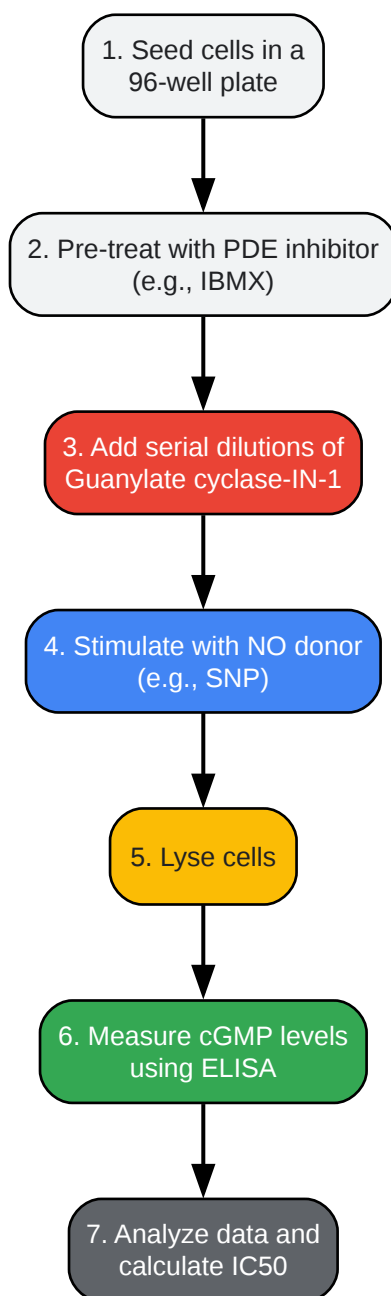 1. Seed cells in a
96-well plate
2. Pre-treat with PDE inhibitor
(e.g., IBMX)
3. Add serial dilutions of
Guanylate cyclase-IN-1
4. Stimulate with NO donor
(e.g., SNP)
5. Lyse cells
6. Measure cGMP levels
using ELISA
7. Analyze data and
calculate IC50